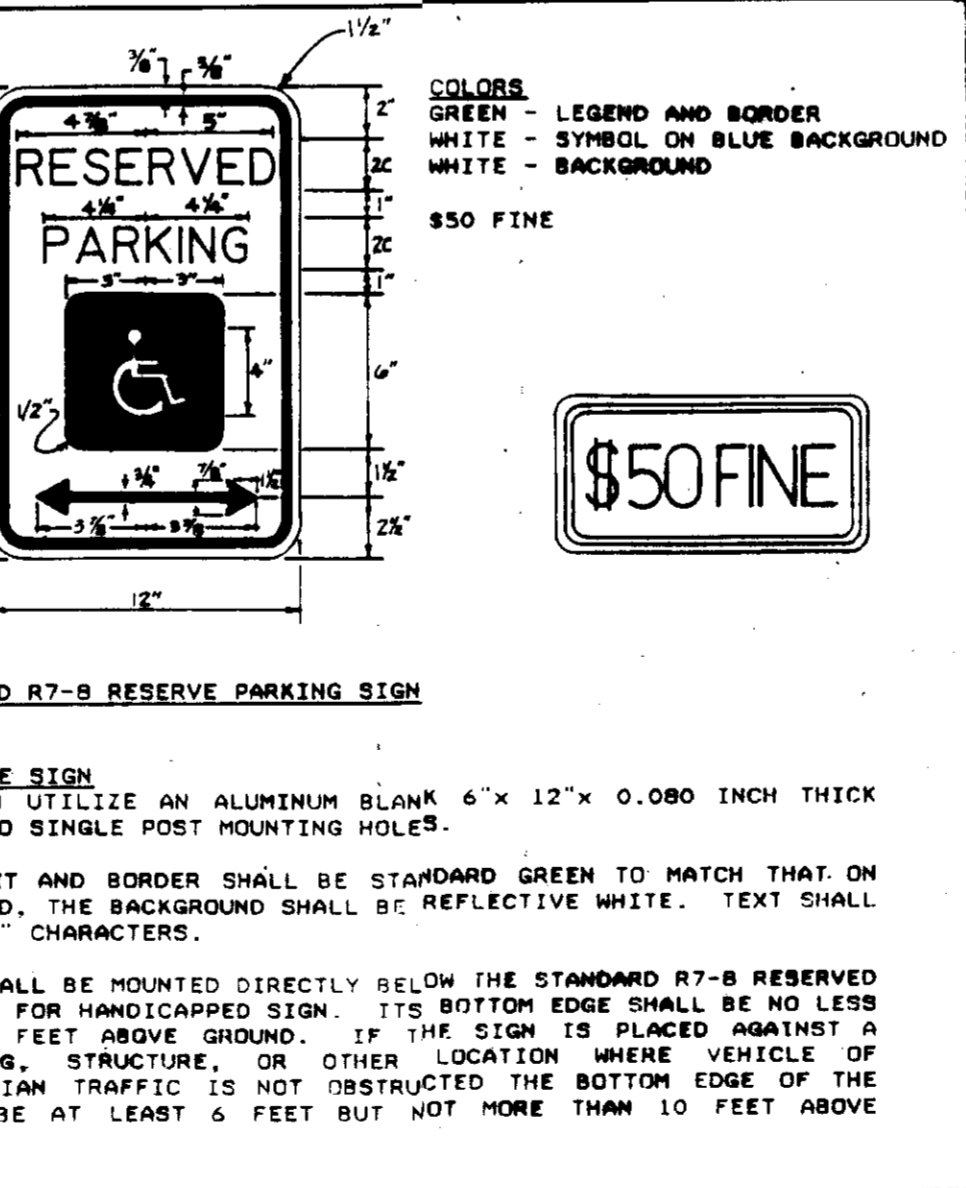 1½"
⅜" ⅜"
COLORS
GREEN - LEGEND AND BORDER
WHITE - SYMBOL ON BLUE BACKGROUND
WHITE - BACKGROUND
$50 FINE
2"
4⅞" 5"
RESERVED
2C
1"
4¼" 4¼"
PARKING
2C
1"
3" 3"
4"
6"
1/2"
¾" ⅞" 1½"
1½"
3⅞" 3⅞"
2½"
12"
$50 FINE
D R7-8 RESERVE PARKING SIGN
E SIGN
UTILIZE AN ALUMINUM BLANK 6"x 12"x 0.080 INCH THICK
D SINGLE POST MOUNTING HOLES.
T AND BORDER SHALL BE STANDARD GREEN TO MATCH THAT ON
D, THE BACKGROUND SHALL BE REFLECTIVE WHITE. TEXT SHALL
" CHARACTERS.
ALL BE MOUNTED DIRECTLY BELOW THE STANDARD R7-8 RESERVED
FOR HANDICAPPED SIGN. ITS BOTTOM EDGE SHALL BE NO LESS
FEET ABOVE GROUND. IF THE SIGN IS PLACED AGAINST A
G, STRUCTURE, OR OTHER LOCATION WHERE VEHICLE OF
IAN TRAFFIC IS NOT OBSTRUCTED THE BOTTOM EDGE OF THE
BE AT LEAST 6 FEET BUT NOT MORE THAN 10 FEET ABOVE